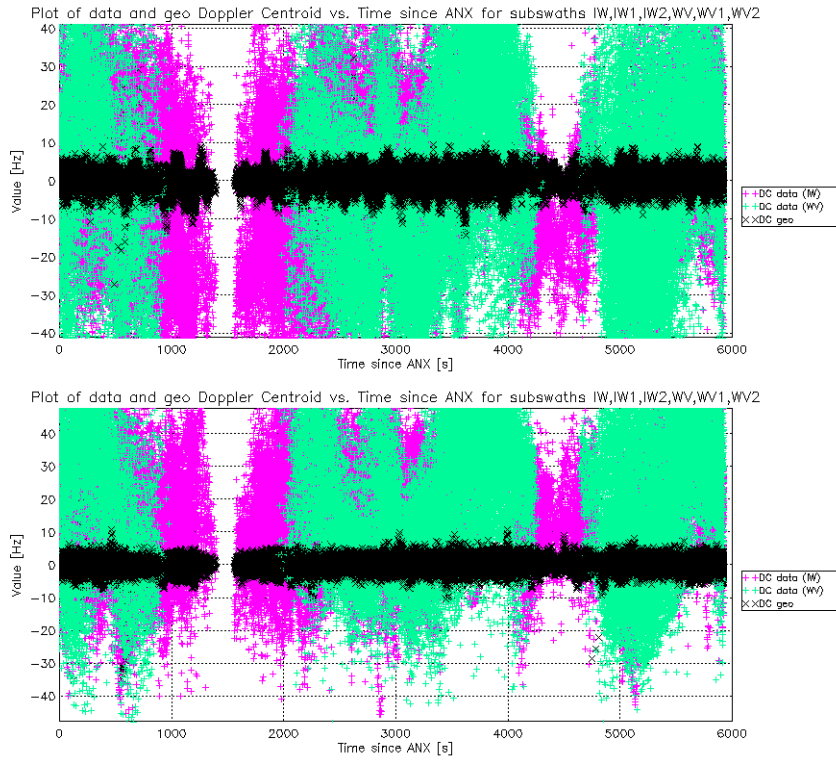 Plot of data and geo Doppler Centroid vs. Time since ANX for subswaths IW,IW1,IW2,WV,WV1,WV2
40
30
20
10
0
-10
-20
-30
-40
Value [Hz]
0 1000 2000 3000 4000 5000 6000
Time since ANX [s]
DC data (IW)
DC data (WV)
DC geo
Plot of data and geo Doppler Centroid vs. Time since ANX for subswaths IW,IW1,IW2,WV,WV1,WV2
40
30
20
10
0
-10
-20
-30
-40
Value [Hz]
0 1000 2000 3000 4000 5000 6000
Time since ANX [s]
DC data (IW)
DC data (WV)
DC geo